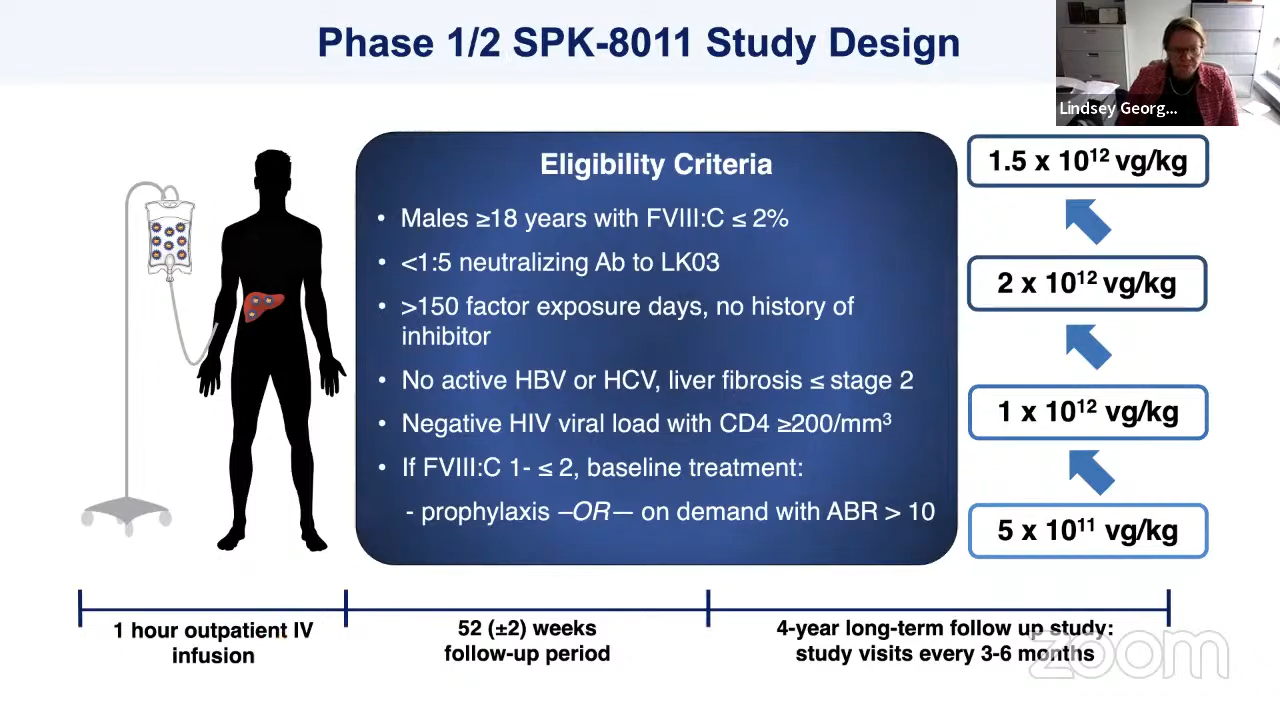 Phase 1/2 SPK-8011 Study Design
Lindsey Georg...
Eligibility Criteria
• Males ≥18 years with FVIII:C ≤ 2%
• <1:5 neutralizing Ab to LK03
• >150 factor exposure days, no history of
inhibitor
• No active HBV or HCV, liver fibrosis ≤ stage 2
• Negative HIV viral load with CD4 ≥200/mm³
• If FVIII:C 1- ≤ 2, baseline treatment:
- prophylaxis –OR— on demand with ABR > 10
1.5 x 10¹² vg/kg
2 x 10¹² vg/kg
1 x 10¹² vg/kg
5 x 10¹¹ vg/kg
1 hour outpatient IV
infusion
52 (±2) weeks
follow-up period
4-year long-term follow up study:
study visits every 3-6 months
zoom